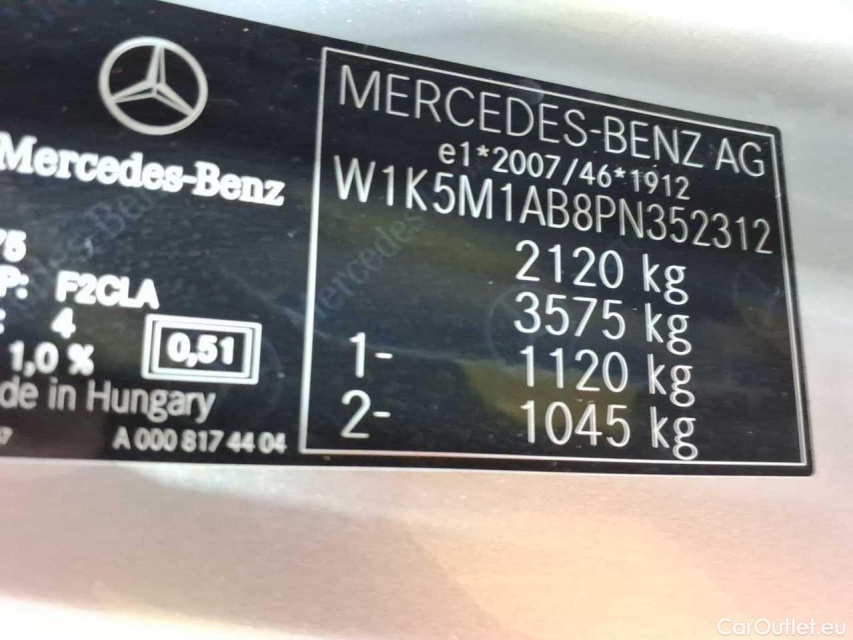 Mercedes-Benz
75
P: F2CLA
: 4
1,0 % 0,51
de in Hungary
A 000 817 44 04
MERCEDES-BENZ AG
e1*2007/46*1912
W1K5M1AB8PN352312
2120 kg
3575 kg
1- 1120 kg
2- 1045 kg
CarOutlet.eu